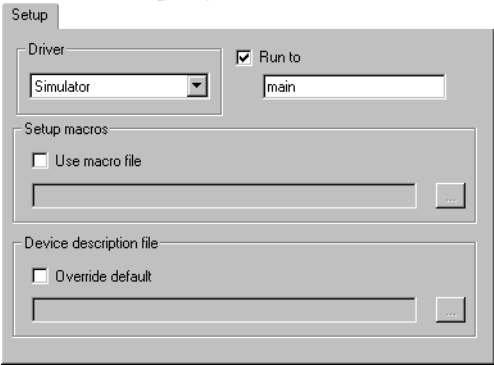 Setup
Driver
Run to
Simulator
main
Setup macros
Use macro file
...
Device description file
Override default
...